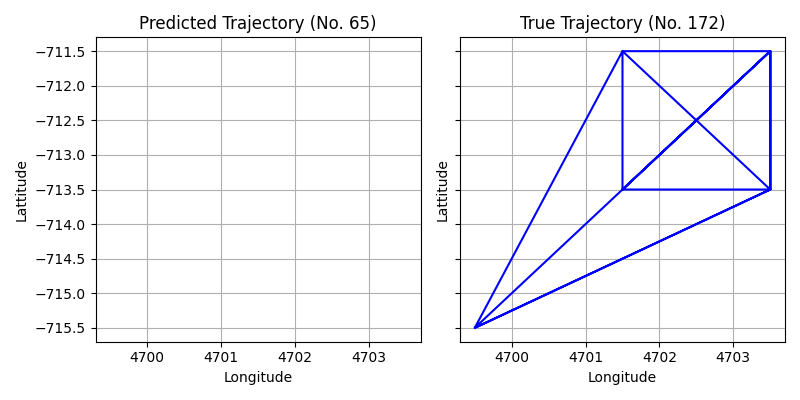 Predicted Trajectory (No. 65)
True Trajectory (No. 172)
Lattitude
−711.5
−712.0
−712.5
−713.0
−713.5
−714.0
−714.5
−715.0
−715.5
4700 4701 4702 4703
Longitude
Lattitude
4700 4701 4702 4703
Longitude